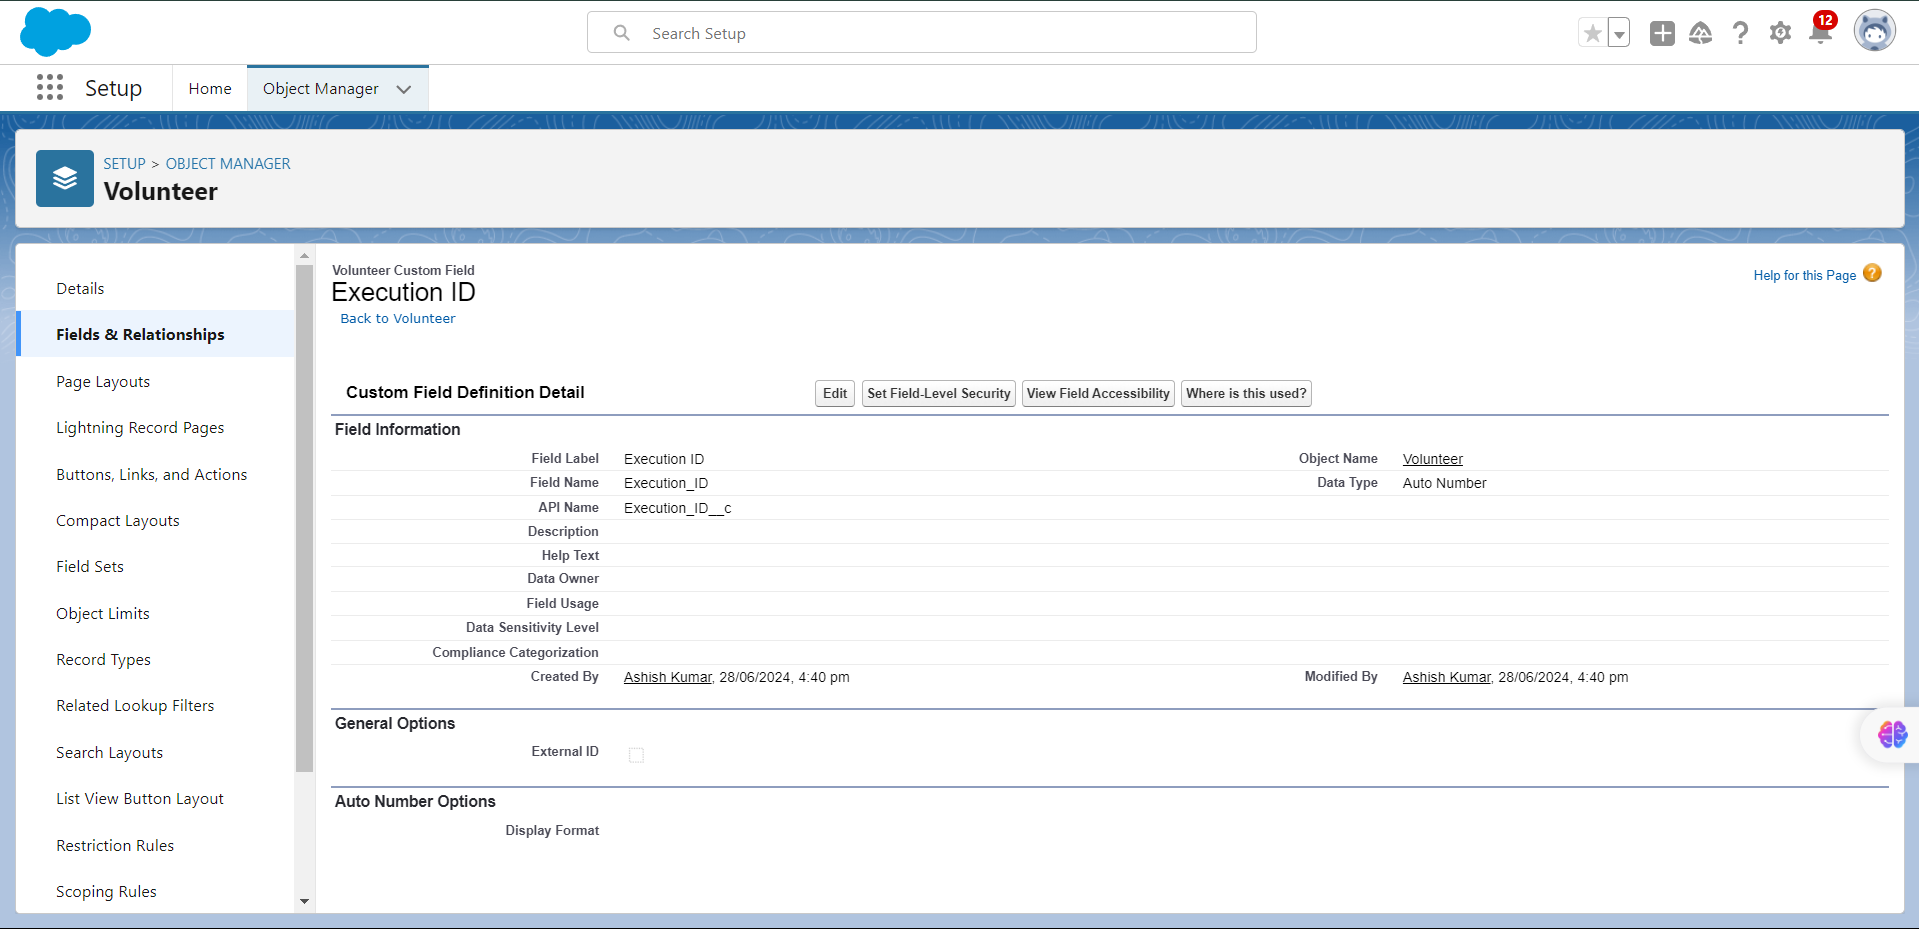 Search Setup
12
Setup
Home
Object Manager
SETUP > OBJECT MANAGER
Volunteer
Details
Fields & Relationships
Page Layouts
Lightning Record Pages
Buttons, Links, and Actions
Compact Layouts
Field Sets
Object Limits
Record Types
Related Lookup Filters
Search Layouts
List View Button Layout
Restriction Rules
Scoping Rules
Volunteer Custom Field
Execution ID
Back to Volunteer
Help for this Page ?
Custom Field Definition Detail
Edit
Set Field-Level Security
View Field Accessibility
Where is this used?
Field Information
Field Label Execution ID Object Name Volunteer
Field Name Execution_ID Data Type Auto Number
API Name Execution_ID__c
Description
Help Text
Data Owner
Field Usage
Data Sensitivity Level
Compliance Categorization
Created By Ashish Kumar, 28/06/2024, 4:40 pm Modified By Ashish Kumar, 28/06/2024, 4:40 pm
General Options
External ID
Auto Number Options
Display Format